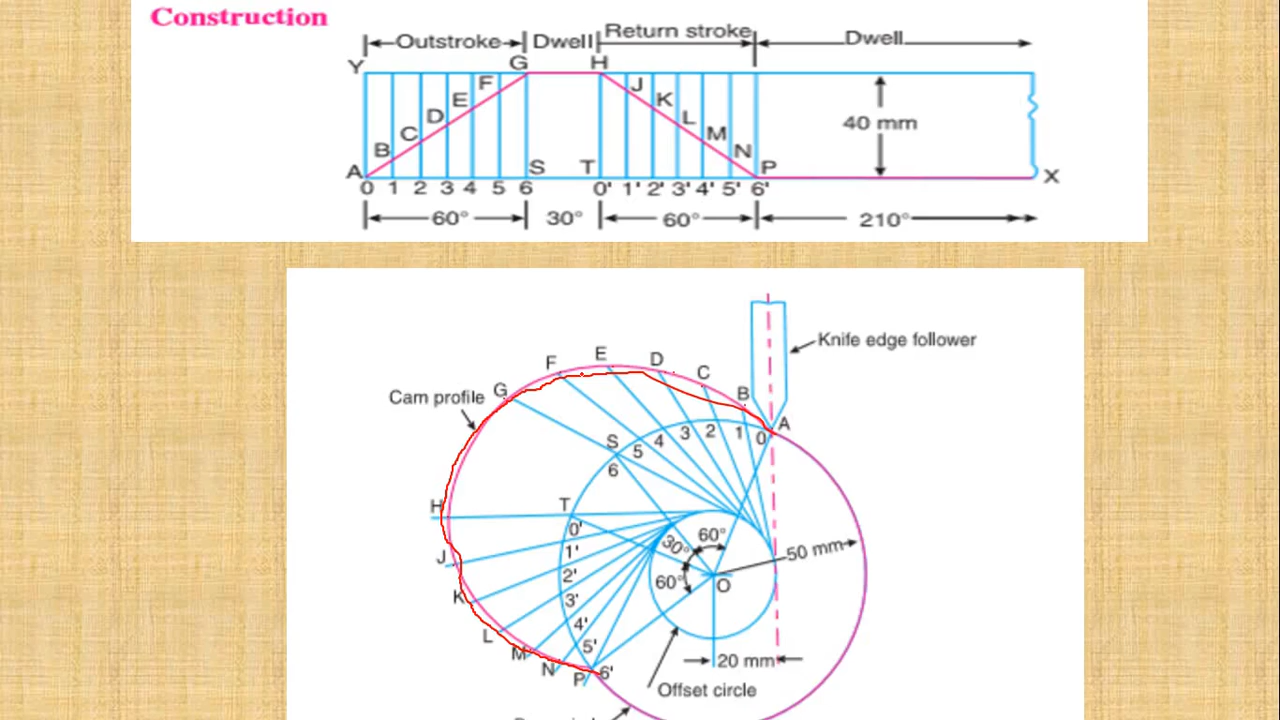 Construction
Outstroke Dwell Return stroke Dwell
Y G H
F J
E K
D L
C M
B N
40 mm
A S T P X
0 1 2 3 4 5 6 0' 1' 2' 3' 4' 5' 6'
60° 30° 60° 210°
Knife edge follower
Cam profile
G F E D C B A
S 6 5 4 3 2 1 0
H T 0'
J 1'
K 2'
L 3'
M 4'
N 5'
P 6'
60°
30°
60°
O
50 mm
20 mm
Offset circle